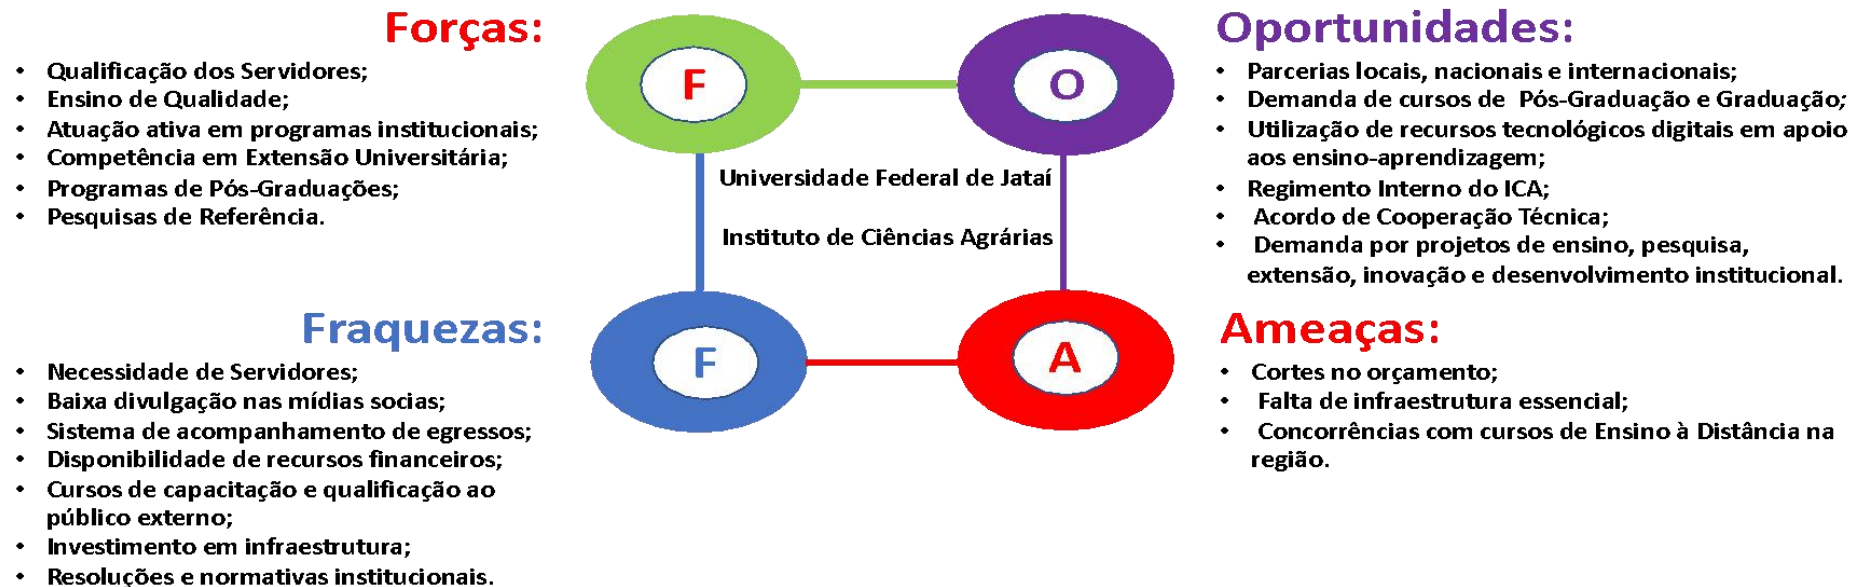 Forças:
• Qualificação dos Servidores;
• Ensino de Qualidade;
• Atuação ativa em programas institucionais;
• Competência em Extensão Universitária;
• Programas de Pós-Graduações;
• Pesquisas de Referência.
F
O
Universidade Federal de Jataí
Instituto de Ciências Agrárias
F
A
Oportunidades:
• Parcerias locais, nacionais e internacionais;
• Demanda de cursos de Pós-Graduação e Graduação;
• Utilização de recursos tecnológicos digitais em apoio
aos ensino-aprendizagem;
• Regimento Interno do ICA;
• Acordo de Cooperação Técnica;
• Demanda por projetos de ensino, pesquisa,
extensão, inovação e desenvolvimento institucional.
Fraquezas:
• Necessidade de Servidores;
• Baixa divulgação nas mídias socias;
• Sistema de acompanhamento de egressos;
• Disponibilidade de recursos financeiros;
• Cursos de capacitação e qualificação ao
público externo;
• Investimento em infraestrutura;
• Resoluções e normativas institucionais.
Ameaças:
• Cortes no orçamento;
• Falta de infraestrutura essencial;
• Concorrências com cursos de Ensino à Distância na
região.